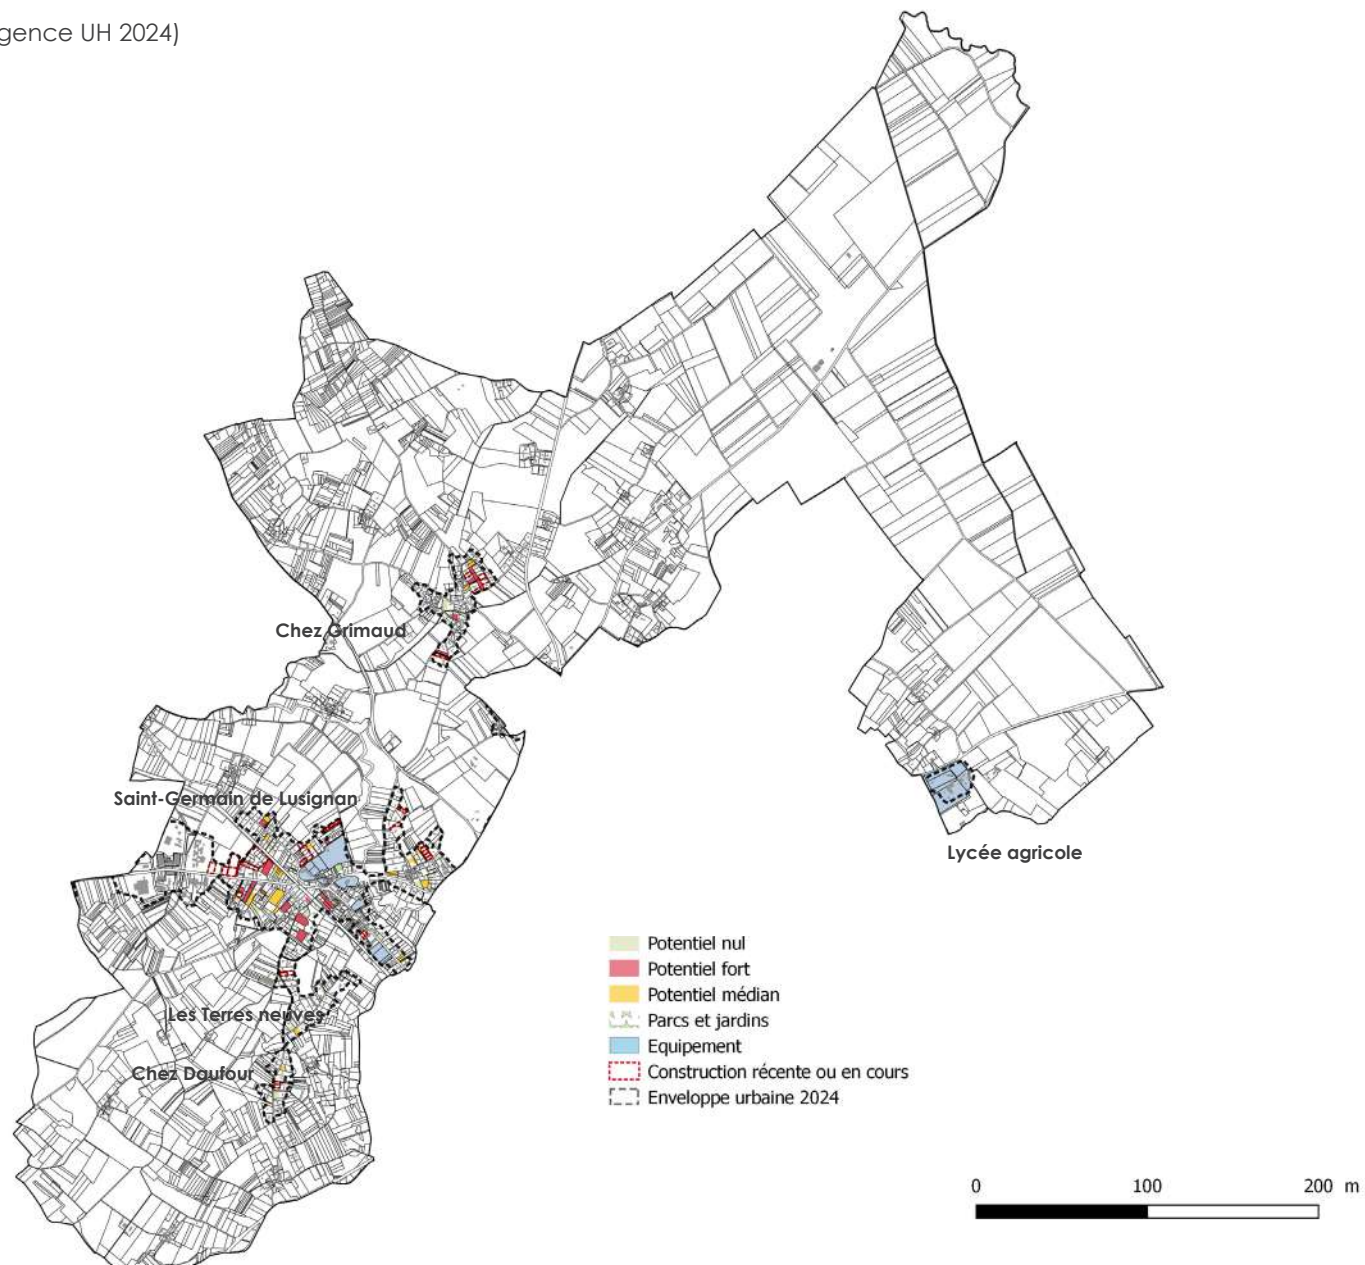 gence UH 2024)
Chez Grimaud
Saint-Germain de Lusignan
Lycée agricole
Potentiel nul
Potentiel fort
Potentiel médian
Parcs et jardins
Equipement
Construction récente ou en cours
Enveloppe urbaine 2024
Les Terres neuves
Chez Daufour
0 100 200 m